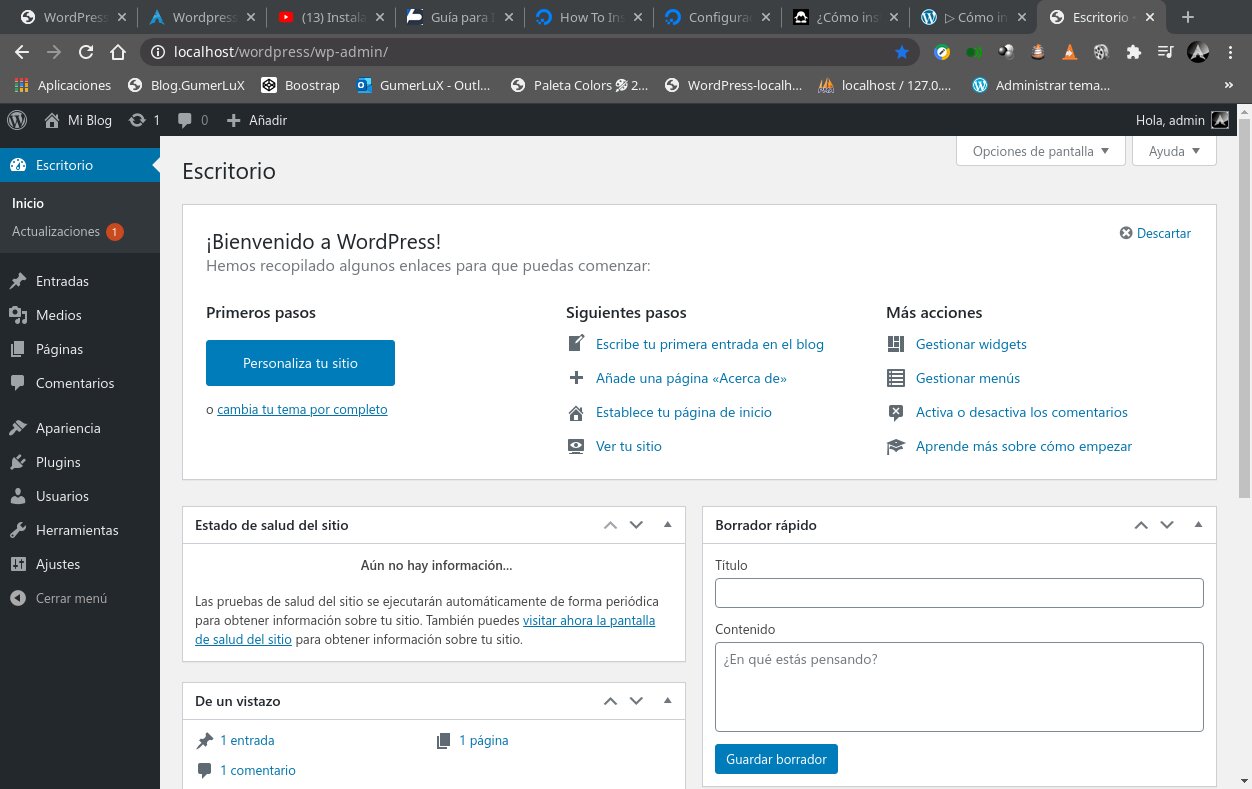 WordPress
Wordpress
(13) Instala
Guía para I
How To Ins
Configurac
¿Cómo ins
▷ Cómo in
Escritorio
localhost/wordpress/wp-admin/
Aplicaciones
Blog.GumerLuX
Boostrap
GumerLuX - Outl...
Paleta Colors 🎨 2...
WordPress-localh...
localhost / 127.0....
Administrar tema...
»
Mi Blog
1
0
Añadir
Hola, admin
Escritorio
Inicio
Actualizaciones 1
Entradas
Medios
Páginas
Comentarios
Apariencia
Plugins
Usuarios
Herramientas
Ajustes
Cerrar menú
Opciones de pantalla
Ayuda
Escritorio
¡Bienvenido a WordPress!
Descartar
Hemos recopilado algunos enlaces para que puedas comenzar:
Primeros pasos
Personaliza tu sitio
o cambia tu tema por completo
Siguientes pasos
Escribe tu primera entrada en el blog
Añade una página «Acerca de»
Establece tu página de inicio
Ver tu sitio
Más acciones
Gestionar widgets
Gestionar menús
Activa o desactiva los comentarios
Aprende más sobre cómo empezar
Estado de salud del sitio
Aún no hay información...
Las pruebas de salud del sitio se ejecutarán automáticamente de forma periódica
para obtener información sobre tu sitio. También puedes visitar ahora la pantalla
de salud del sitio para obtener información sobre tu sitio.
De un vistazo
1 entrada
1 página
1 comentario
Borrador rápido
Título
Contenido
¿En qué estás pensando?
Guardar borrador